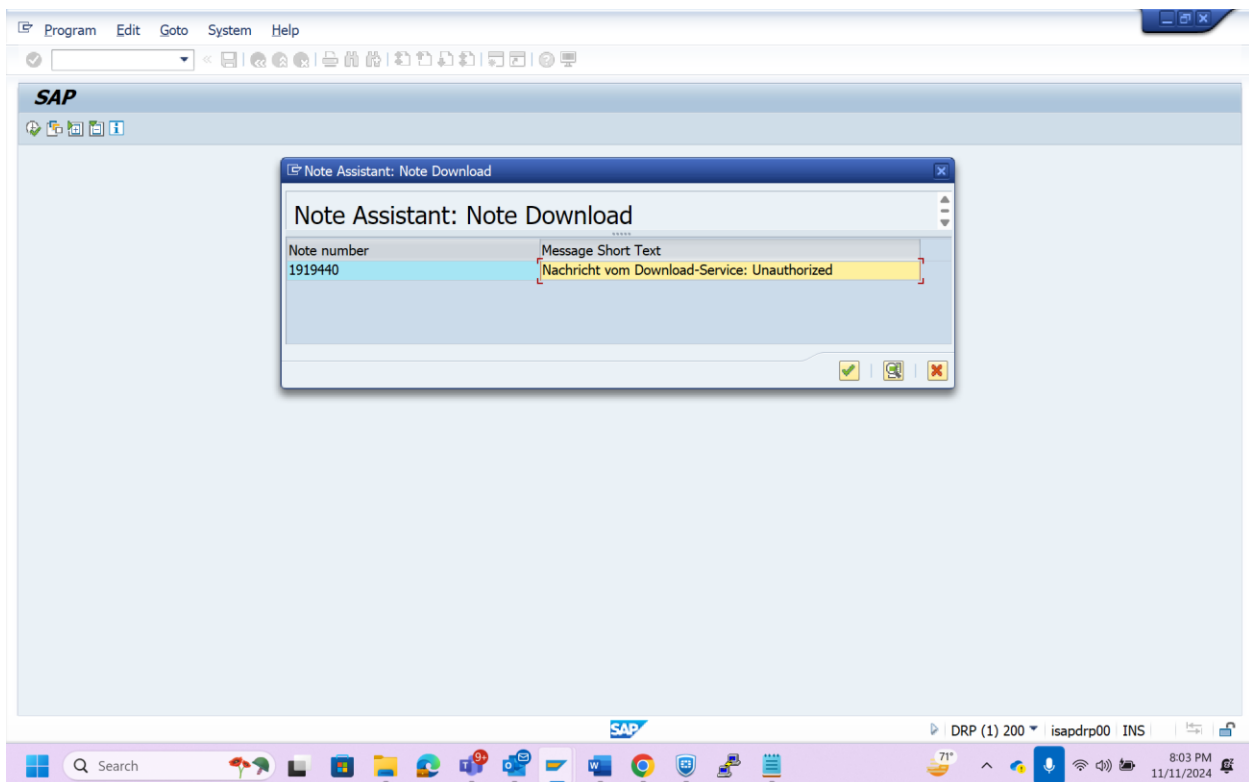 Program Edit Goto System Help
SAP
Note Assistant: Note Download
Note Assistant: Note Download
Note number Message Short Text
1919440 Nachricht vom Download-Service: Unauthorized
SAP
DRP (1) 200 isapdrp00 INS
Search
9+
71°
8:03 PM
11/11/2024